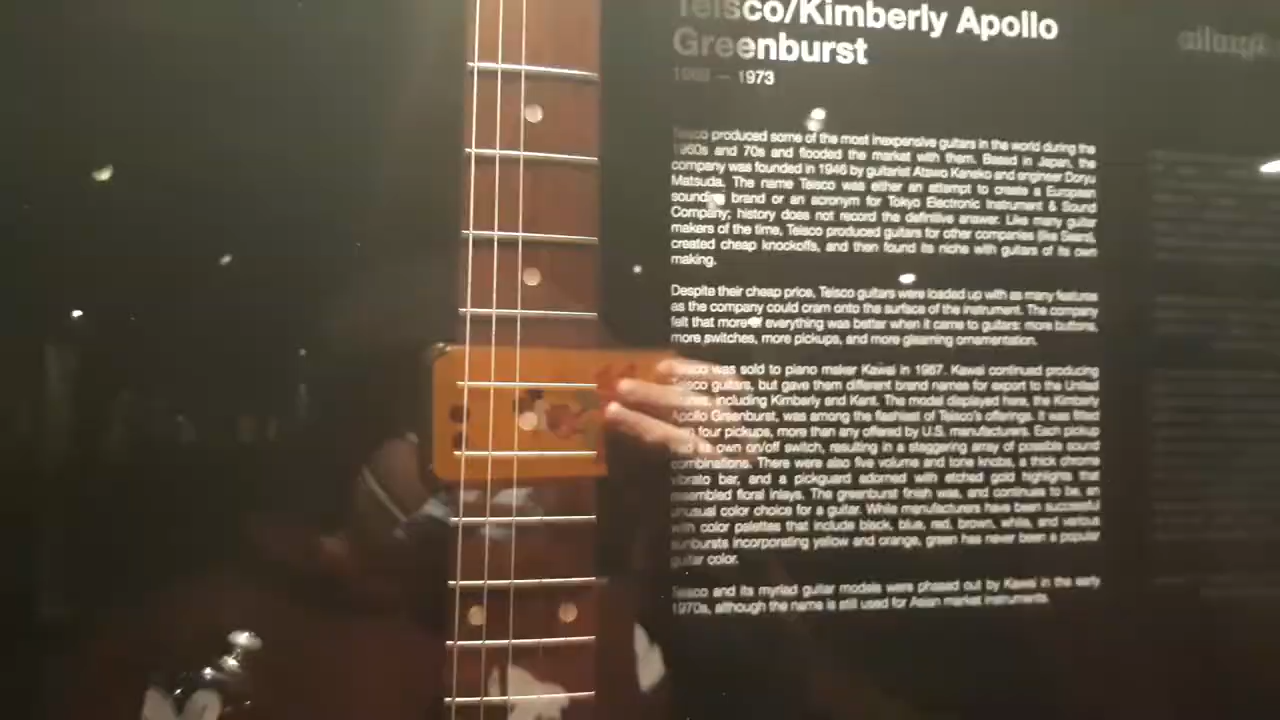 Teisco/Kimberly Apollo
Greenburst
1973
Teisco produced some of the most inexpensive guitars in the world during the
1960s and 70s and flooded the market with them. Based in Japan, the
company was founded in 1946 by guitarist Atswo Kaneko and engineer Doryu
Matsuda. The name Teisco was either an attempt to create a European
sounding brand or an acronym for Tokyo Electronic Instrument & Sound
Company; history does not record the definitive answer. Like many guitar
makers of the time, Teisco produced guitars for other companies (like Sears),
created cheap knockoffs, and then found its niche with guitars of its own
making.
Despite their cheap price, Teisco guitars were loaded up with as many features
as the company could cram onto the surface of the instrument. The company
felt that more of everything was better when it came to guitars: more buttons,
more switches, more pickups, and more gleaming ornamentation.
Teisco was sold to piano maker Kawai in 1967. Kawai continued producing
Teisco guitars, but gave them different brand names for export to the United
States, including Kimberly and Kent. The model displayed here, the Kimberly
Apollo Greenburst, was among the flashiest of Teisco's offerings. It was fitted
four pickups, more than any offered by U.S. manufacturers. Each pickup
had its own on/off switch, resulting in a staggering array of possible sound
combinations. There were also five volume and tone knobs, a thick chrome
vibrato bar, and a pickguard adorned with etched gold highlights that
resembled floral inlays. The greenburst finish was, and continues to be, an
unusual color choice for a guitar. While manufacturers have been successful
with color palettes that include black, blue, red, brown, white, and various
sunbursts incorporating yellow and orange, green has never been a popular
guitar color.
Teisco and its myriad guitar models were phased out by Kawai in the early
1970s, although the name is still used for Asian market instruments.